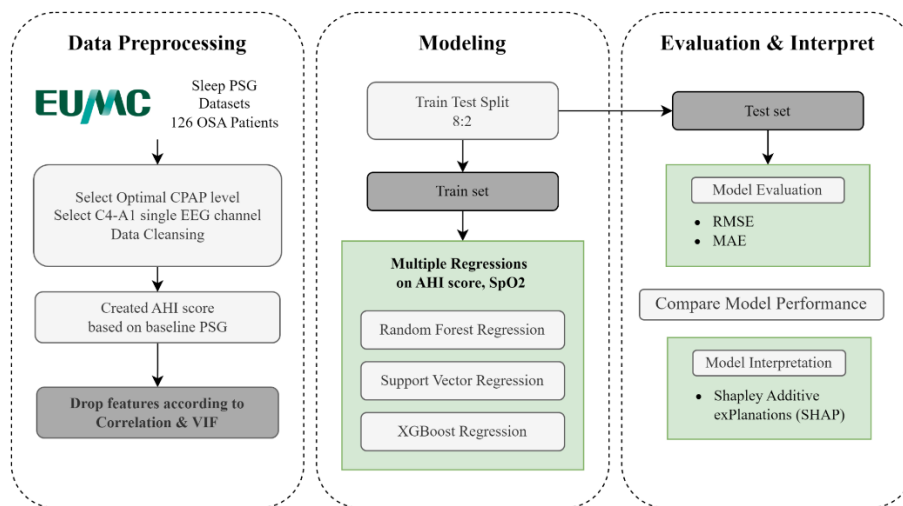 Data Preprocessing
EUMC
Sleep PSG
Datasets
126 OSA Patients
Select Optimal CPAP level
Select C4-A1 single EEG channel
Data Cleansing
Created AHI score
based on baseline PSG
Drop features according to
Correlation & VIF
Modeling
Train Test Split
8:2
Train set
Multiple Regressions
on AHI score, SpO2
Random Forest Regression
Support Vector Regression
XGBoost Regression
Evaluation & Interpret
Test set
Model Evaluation
• RMSE
• MAE
Compare Model Performance
Model Interpretation
• Shapley Additive
exPlanations (SHAP)